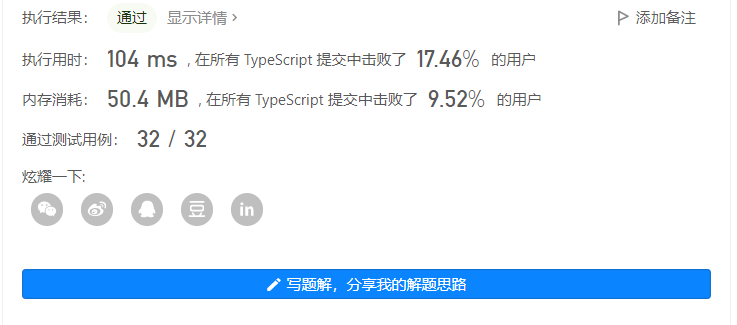 执行结果： 通过 显示详情 › 添加备注
执行用时： 104 ms , 在所有 TypeScript 提交中击败了 17.46% 的用户
内存消耗： 50.4 MB , 在所有 TypeScript 提交中击败了 9.52% 的用户
通过测试用例： 32 / 32
炫耀一下:
豆 in
写题解，分享我的解题思路